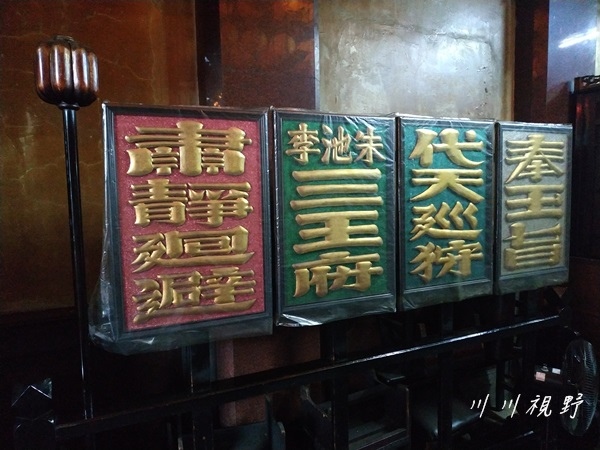 奉玉旨
代天巡狩
朱池李
三王府
肅靜迴避
川川視野